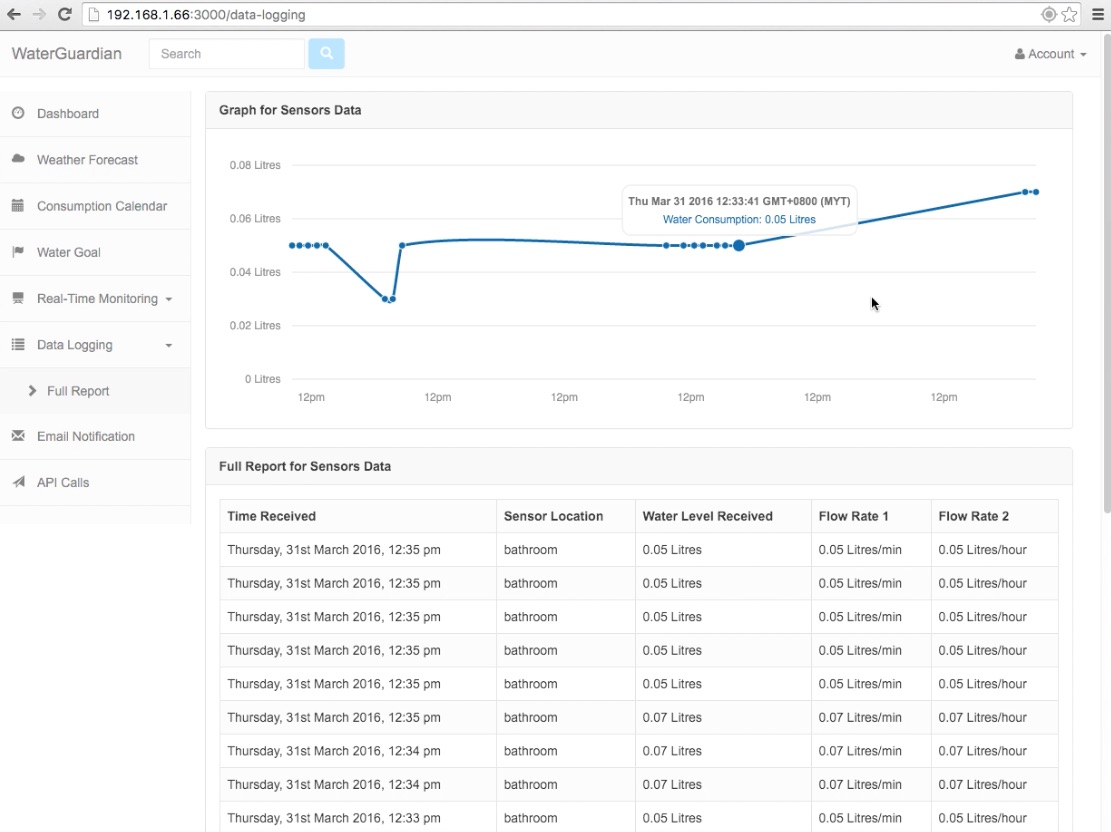 192.168.1.66:3000/data-logging
WaterGuardian
Search
Account
Dashboard
Weather Forecast
Consumption Calendar
Water Goal
Real-Time Monitoring
Data Logging
Full Report
Email Notification
API Calls
Graph for Sensors Data
0.08 Litres
0.06 Litres
0.04 Litres
0.02 Litres
0 Litres
Thu Mar 31 2016 12:33:41 GMT+0800 (MYT)
Water Consumption: 0.05 Litres
12pm 12pm 12pm 12pm 12pm 12pm
Full Report for Sensors Data
Time Received Sensor Location Water Level Received Flow Rate 1 Flow Rate 2
Thursday, 31st March 2016, 12:35 pm bathroom 0.05 Litres 0.05 Litres/min 0.05 Litres/hour
Thursday, 31st March 2016, 12:35 pm bathroom 0.05 Litres 0.05 Litres/min 0.05 Litres/hour
Thursday, 31st March 2016, 12:35 pm bathroom 0.05 Litres 0.05 Litres/min 0.05 Litres/hour
Thursday, 31st March 2016, 12:35 pm bathroom 0.05 Litres 0.05 Litres/min 0.05 Litres/hour
Thursday, 31st March 2016, 12:35 pm bathroom 0.05 Litres 0.05 Litres/min 0.05 Litres/hour
Thursday, 31st March 2016, 12:35 pm bathroom 0.07 Litres 0.07 Litres/min 0.07 Litres/hour
Thursday, 31st March 2016, 12:34 pm bathroom 0.07 Litres 0.07 Litres/min 0.07 Litres/hour
Thursday, 31st March 2016, 12:34 pm bathroom 0.07 Litres 0.07 Litres/min 0.07 Litres/hour
Thursday, 31st March 2016, 12:33 pm bathroom 0.05 Litres 0.05 Litres/min 0.05 Litres/hour